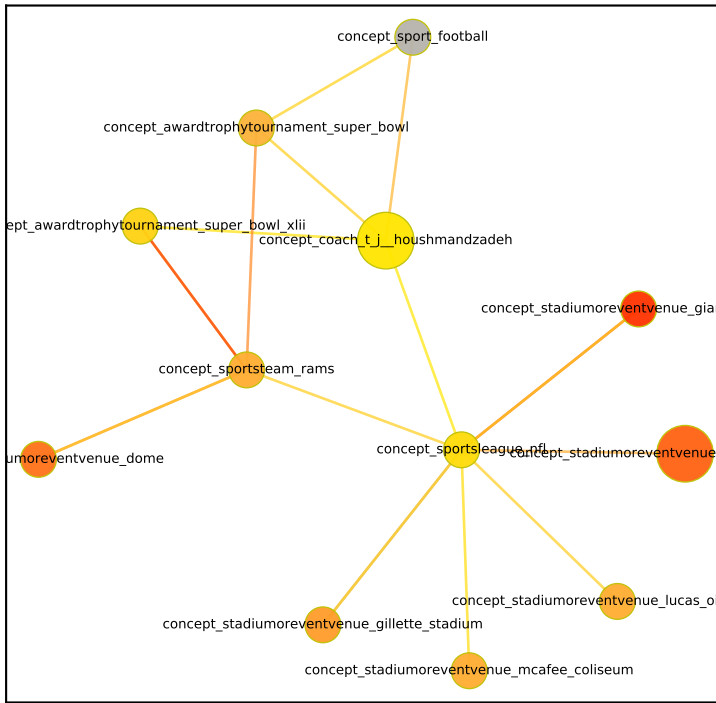 concept_sport_football
concept_awardtrophytournament_super_bowl
ept_awardtrophytournament_super_bowl_xlii
concept_coach_t_j__houshmandzadeh
concept_stadiumoreventvenue_gia
concept_sportsteam_rams
concept_sportsleague_nfl
concept_stadiumoreventvenue
umoreventvenue_dome
concept_stadiumoreventvenue_lucas_oi
concept_stadiumoreventvenue_gillette_stadium
concept_stadiumoreventvenue_mcafee_coliseum